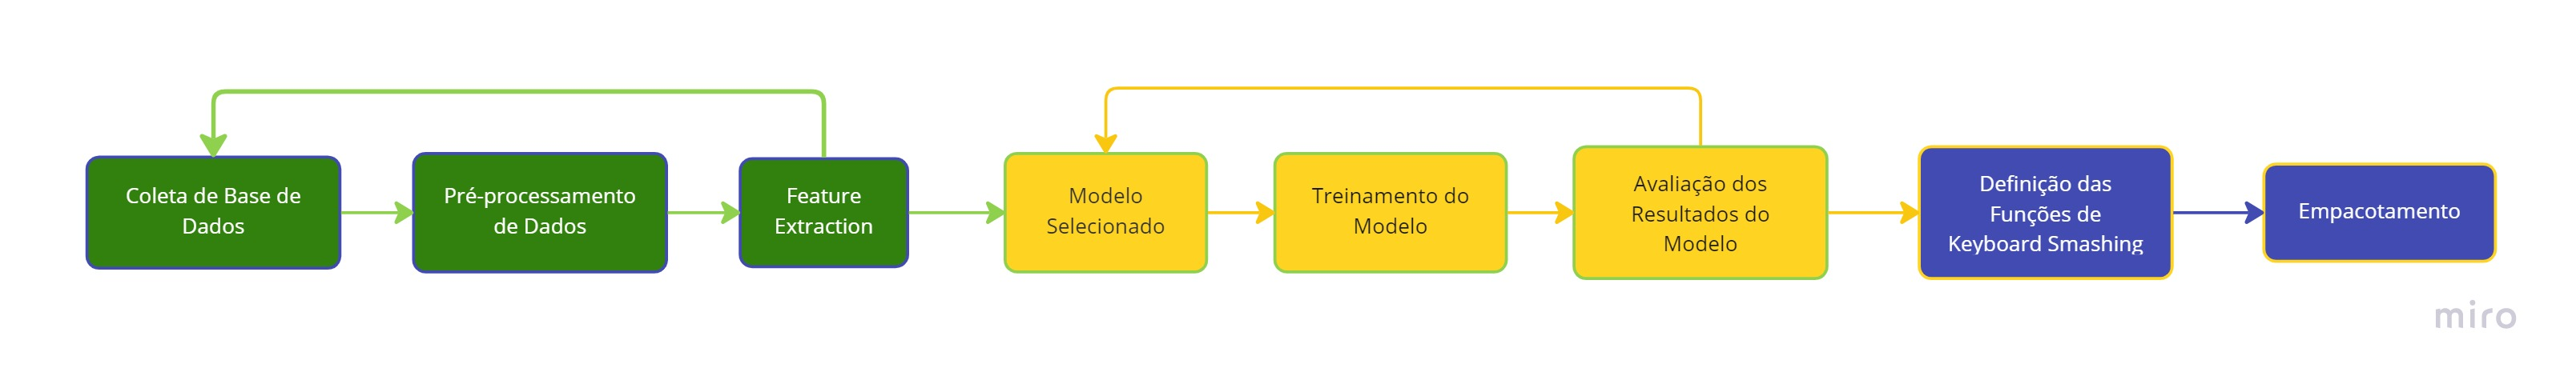 Coleta de Base de
Dados
Pré-processamento
de Dados
Feature
Extraction
Modelo
Selecionado
Treinamento do
Modelo
Avaliação dos
Resultados do
Modelo
Definição das
Funções de
Keyboard Smashing
Empacotamento
miro